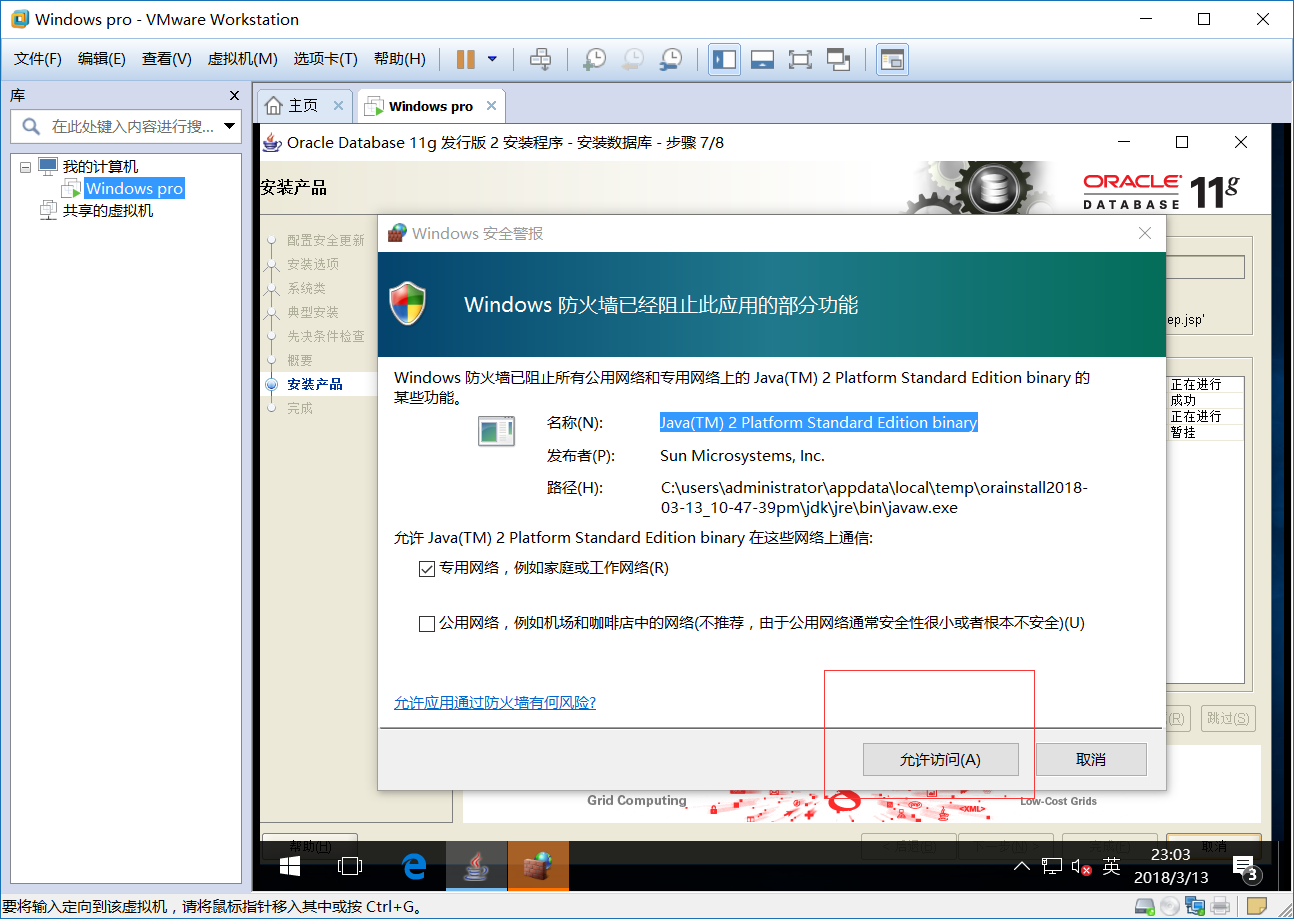 Windows pro - VMware Workstation
文件(F) 编辑(E) 查看(V) 虚拟机(M) 选项卡(T) 帮助(H)
库
在此处键入内容进行搜...
我的计算机
Windows pro
共享的虚拟机
主页
Windows pro
Oracle Database 11g 发行版 2 安装程序 - 安装数据库 - 步骤 7/8
安装产品
ORACLE
DATABASE
11g
配置安全更新
安装选项
系统类
典型安装
先决条件检查
概要
安装产品
完成
ep.jsp'
正在进行
成功
正在进行
暂挂
(R)
跳过(S)
Windows 安全警报
Windows 防火墙已经阻止此应用的部分功能
Windows 防火墙已阻止所有公用网络和专用网络上的 Java(TM) 2 Platform Standard Edition binary 的
某些功能。
名称(N): Java(TM) 2 Platform Standard Edition binary
发布者(P): Sun Microsystems, Inc.
路径(H): C:\users\administrator\appdata\local\temp\orainstall2018-
03-13_10-47-39pm\jdk\jre\bin\javaw.exe
允许 Java(TM) 2 Platform Standard Edition binary 在这些网络上通信:
专用网络，例如家庭或工作网络(R)
公用网络，例如机场和咖啡店中的网络(不推荐，由于公用网络通常安全性很小或者根本不安全)(U)
允许应用通过防火墙有何风险?
允许访问(A) 取消
Grid Computing
<XML>
Low-Cost Grids
帮助(H)
取消
英
23:03
2018/3/13
3
要将输入定向到该虚拟机，请将鼠标指针移入其中或按 Ctrl+G。